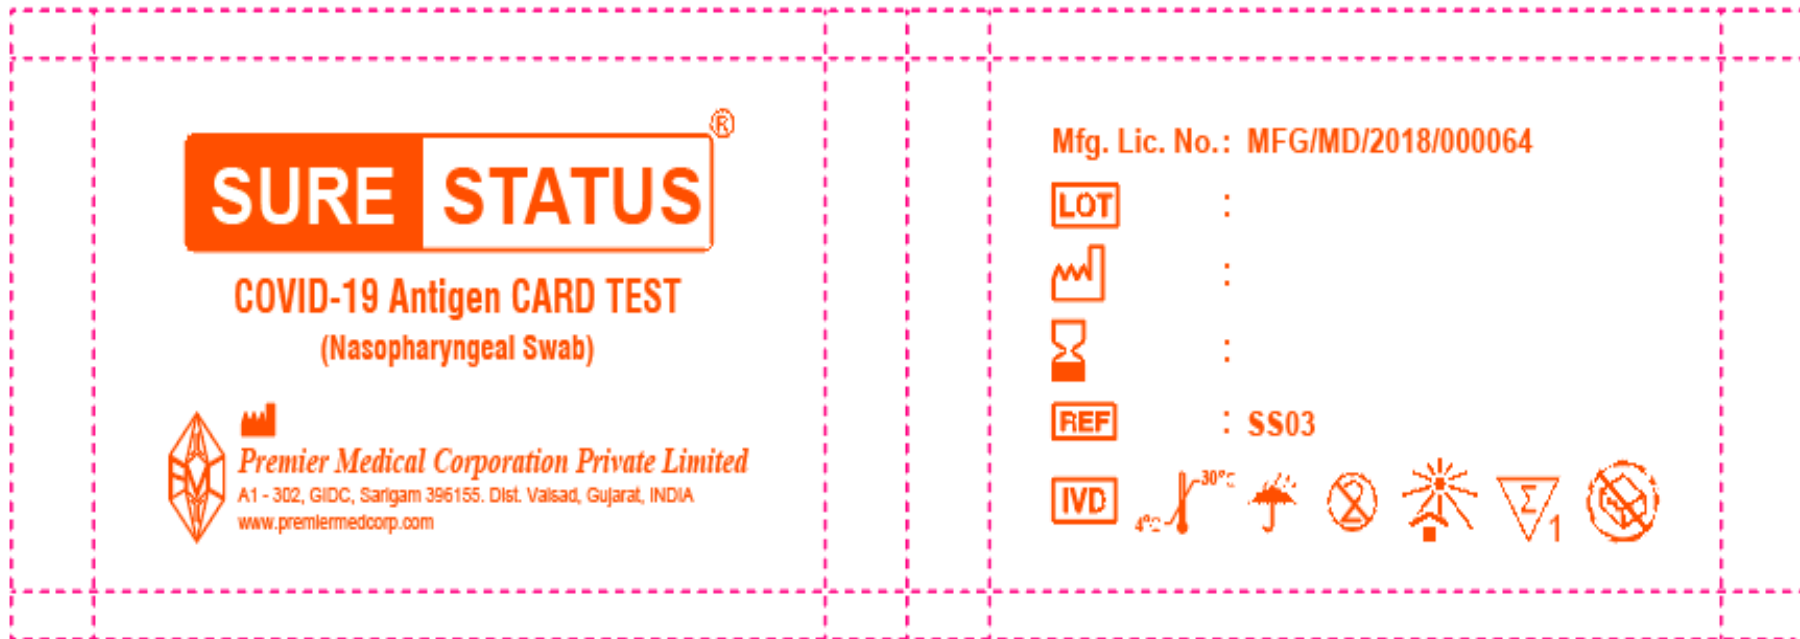 SURE STATUS®
COVID-19 Antigen CARD TEST
(Nasopharyngeal Swab)
Premier Medical Corporation Private Limited
A1 - 302, GIDC, Sarigam 396155. Dist. Valsad, Gujarat, INDIA
www.premiermedcorp.com
Mfg. Lic. No.: MFG/MD/2018/000064
LOT :
:
:
REF : SS03
IVD 4°C 30°C 2 Σ 1